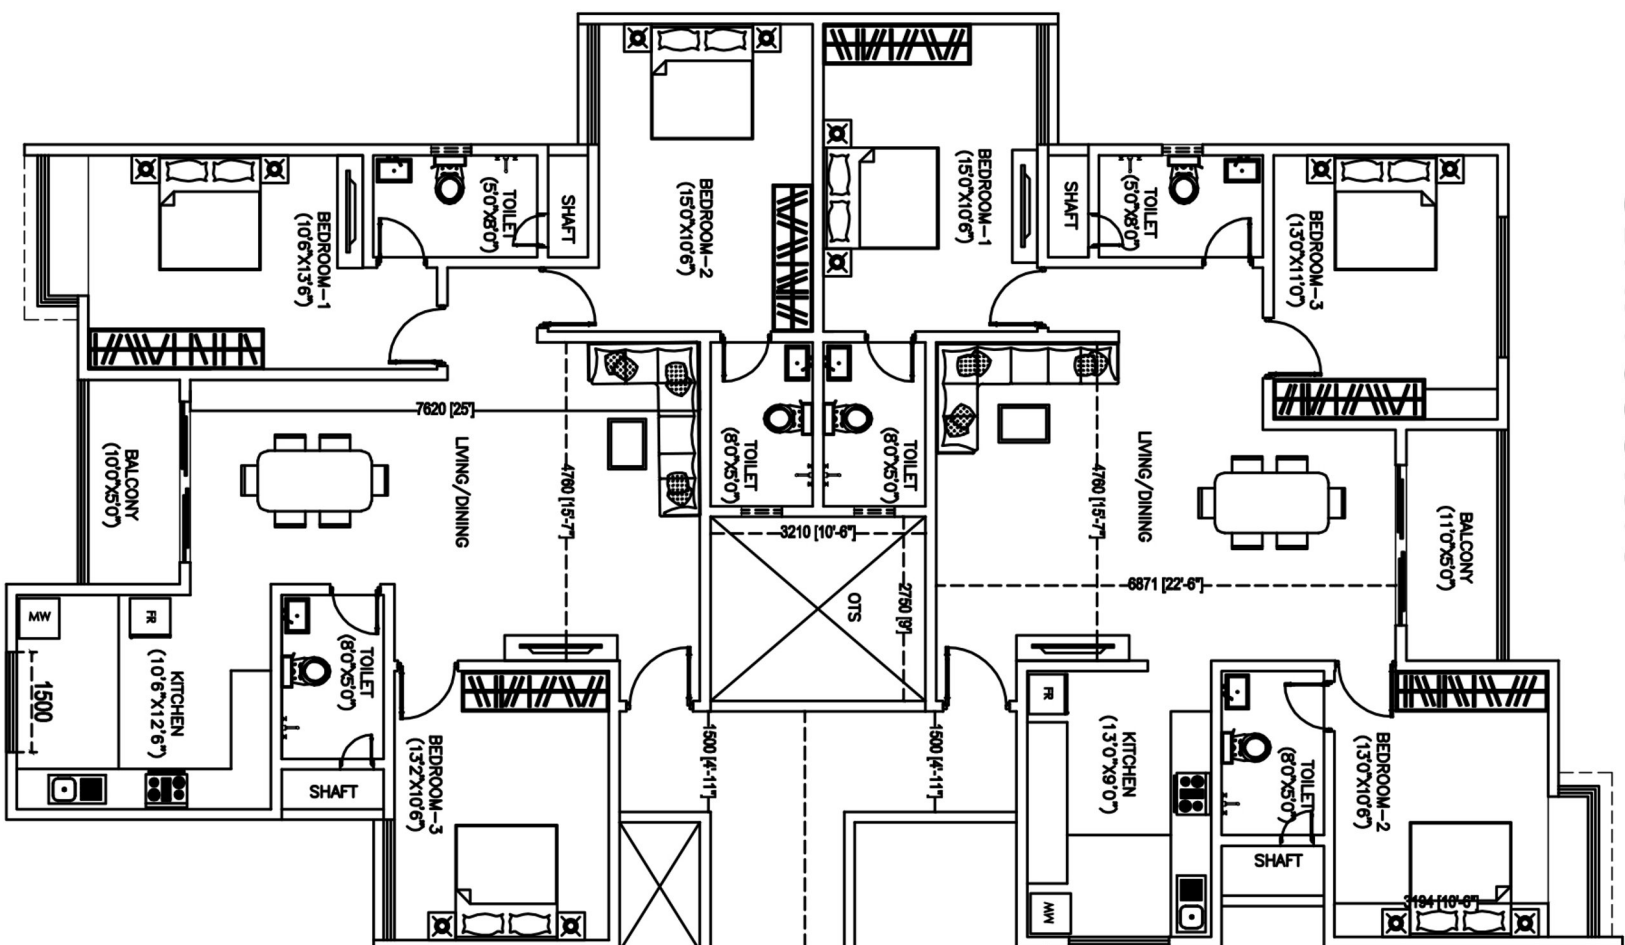 BEDROOM-1
(10'6"X13'6")
TOILET
(5'0"X8'0")
SHAFT
BEDROOM-2
(15'0"X10'6")
BEDROOM-1
(15'0"X10'6")
SHAFT
TOILET
(5'0"X8'0")
BEDROOM-3
(13'0"X11'0")
7620 [25']
BALCONY
(10'0"X5'0")
LIVING/DINING
4760 [15'-7"]
TOILET
(8'0"X5'0")
TOILET
(8'0"X5'0")
4760 [15'-7"]
LIVING/DINING
BALCONY
(11'0"X5'0")
3210 [10'-6"]
2750 [9']
OTS
6871 [22'-6"]
MW
FR
KITCHEN
(10'6"X12'6")
1500
TOILET
(8'0"X5'0")
SHAFT
BEDROOM-3
(13'2"X10'6")
1500 [4'-11"]
1500 [4'-11"]
FR
KITCHEN
(13'0"X9'0")
MW
TOILET
(8'0"X5'0")
SHAFT
BEDROOM-2
(13'0"X10'6")
3194 [10'-6"]